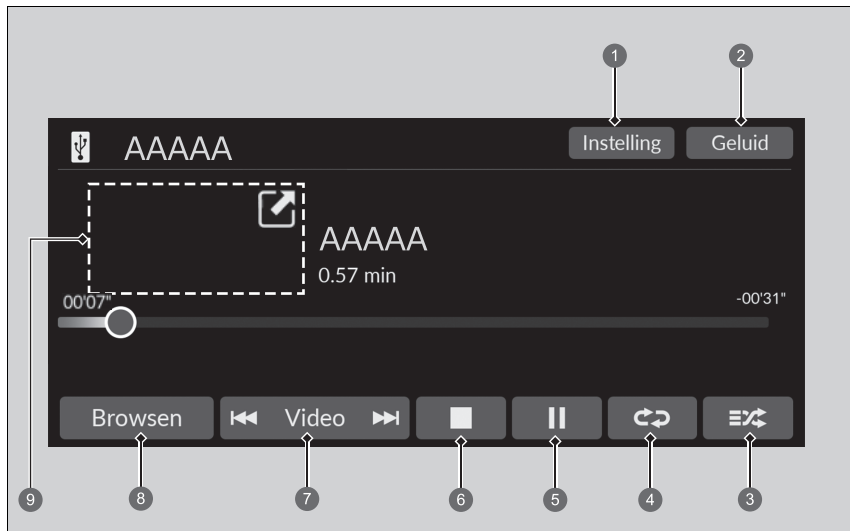 1 2
AAAAA Instelling Geluid
AAAAA
9
0.57 min
00'07" -00'31"
Browsen Video
9 8 7 6 5 4 3